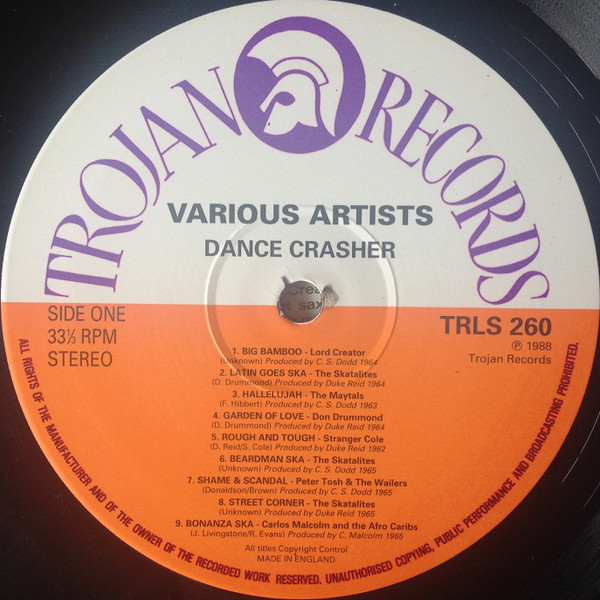 TROJAN RECORDS
VARIOUS ARTISTS
DANCE CRASHER
SIDE ONE
33⅓ RPM
STEREO
TRLS 260
℗ 1988
Trojan Records
1. BIG BAMBOO - Lord Creator
(Unknown) Produced by C. S. Dodd 1964
2. LATIN GOES SKA - The Skatalites
(D. Drummond) Produced by Duke Reid 1964
3. HALLELUJAH - The Maytals
(F. Hibbert) Produced by C. S. Dodd 1963
4. GARDEN OF LOVE - Don Drummond
(D. Drummond) Produced by Duke Reid 1964
5. ROUGH AND TOUGH - Stranger Cole
(D. Reid/S. Cole) Produced by Duke Reid 1962
6. BEARDMAN SKA - The Skatalites
(Unknown) Produced by C. S. Dodd 1965
7. SHAME & SCANDAL - Peter Tosh & The Wailers
(Donaldson/Brown) Produced by C. S. Dodd 1965
8. STREET CORNER - The Skatalites
(Unknown) Produced by Duke Reid 1965
9. BONANZA SKA - Carlos Malcolm and the Afro Caribs
(J. Livingstone/R. Evans) Produced by C. Malcolm 1965
All titles Copyright Control
MADE IN ENGLAND
ALL RIGHTS OF THE MANUFACTURER AND OF THE OWNER OF THE RECORDED WORK RESERVED. UNAUTHORISED COPYING, PUBLIC PERFORMANCE AND BROADCASTING PROHIBITED.